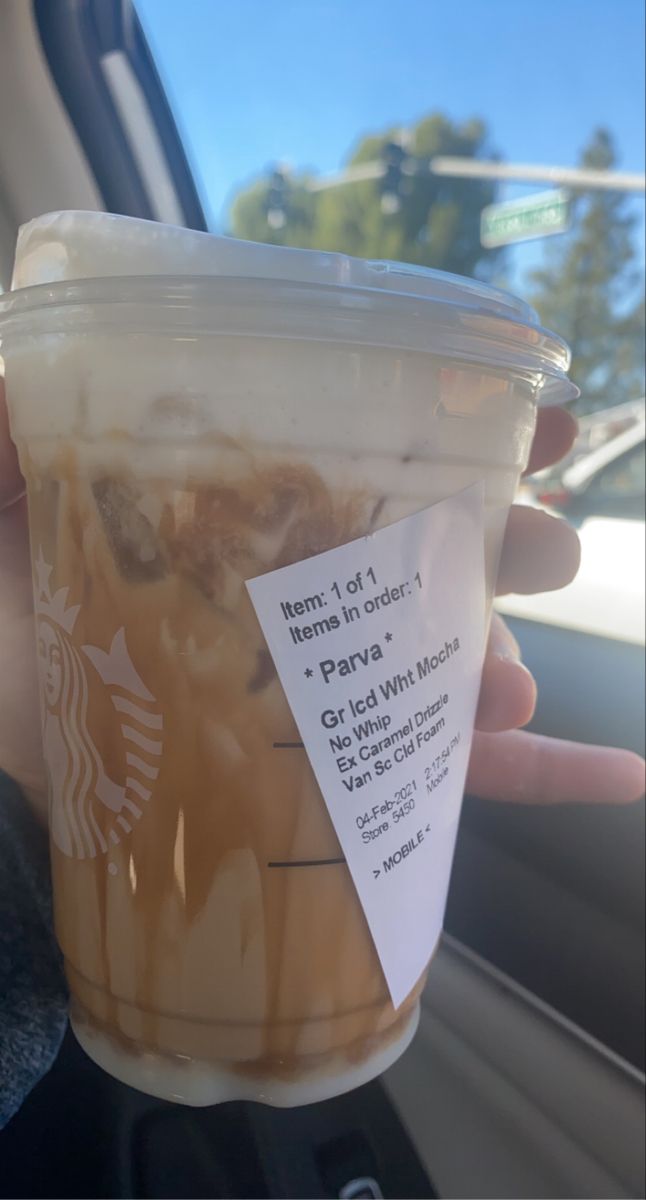 Item: 1 of 1
Items in order: 1
* Parva *
Gr Icd Wht Mocha
No Whip
Ex Caramel Drizzle
Van Sc Cld Foam
04-Feb-2021 2:17:54 PM
Store 5450 Mobile
> MOBILE <